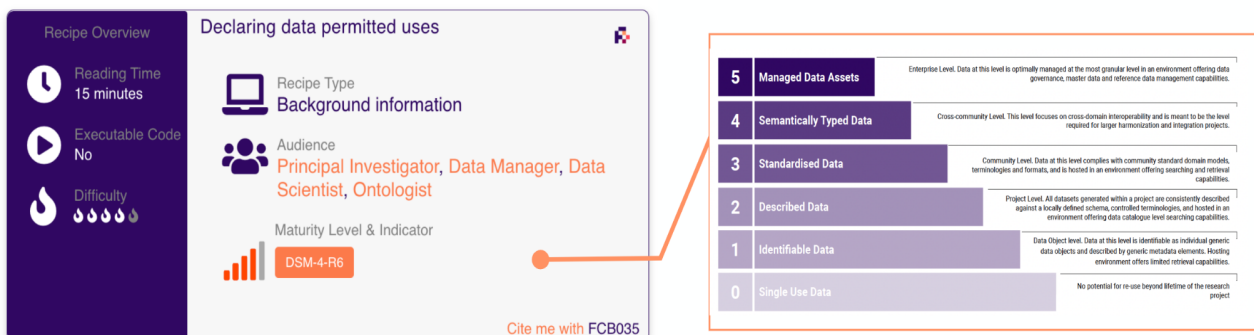 Recipe Overview
Reading Time
15 minutes
Executable Code
No
Difficulty
Declaring data permitted uses
Recipe Type
Background information
Audience
Principal Investigator, Data Manager, Data
Scientist, Ontologist
Maturity Level & Indicator
DSM-4-R6
Cite me with FCB035
5 Managed Data Assets
Enterprise Level. Data at this level is optimally managed at the most granular level in an environment offering data
governance, master data and reference data management capabilities.
4 Semantically Typed Data
Cross-community Level. This level focuses on cross-domain interoperability and is meant to be the level
required for larger harmonization and integration projects.
3 Standardised Data
Community Level. Data at this level complies with community standard domain models,
terminologies and formats, and is hosted in an environment offering searching and retrieval
capabilities.
2 Described Data
Project Level. All datasets generated within a project are consistently described
against a locally defined schema, controlled terminologies, and hosted in an
environment offering data catalogue level searching capabilities.
1 Identifiable Data
Data Object level. Data at this level is identifiable as individual generic
data objects and described by generic metadata elements. Hosting
environment offers limited retrieval capabilities.
0 Single Use Data
No potential for re-use beyond lifetime of the research
project